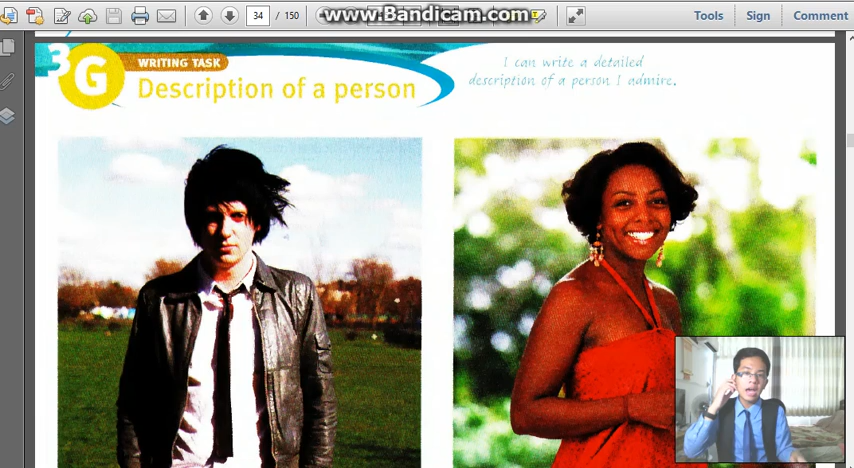 34 / 150
www.Bandicam.com
Tools
Sign
Comment
3G
WRITING TASK
Description of a person
I can write a detailed
description of a person I admire.